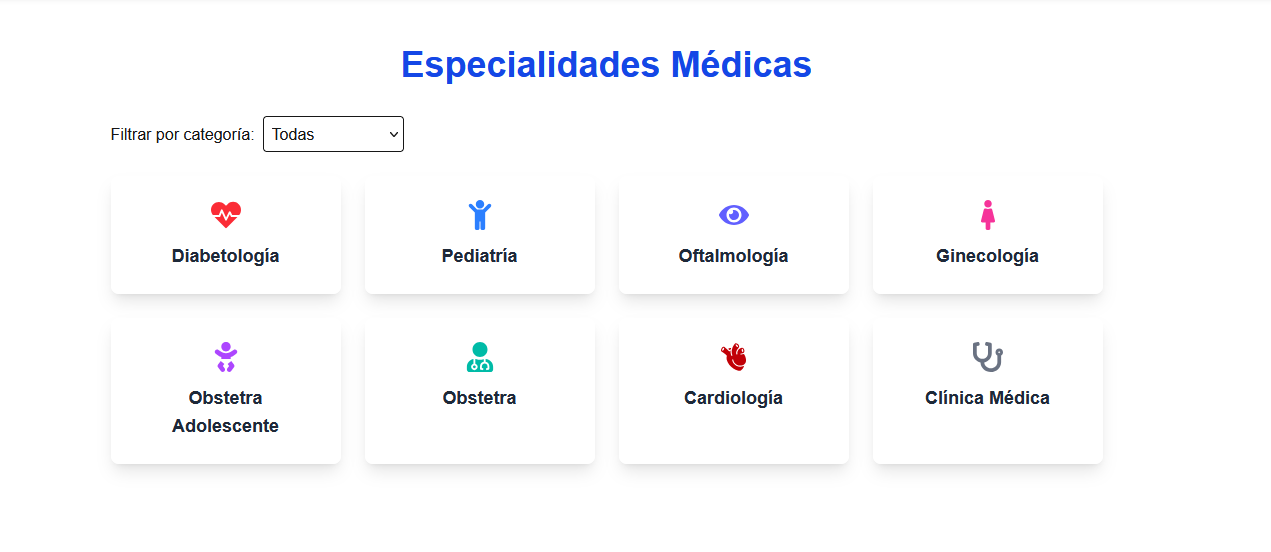 Especialidades Médicas
Filtrar por categoría: Todas
Diabetología
Pediatría
Oftalmología
Ginecología
Obstetra
Adolescente
Obstetra
Cardiología
Clínica Médica